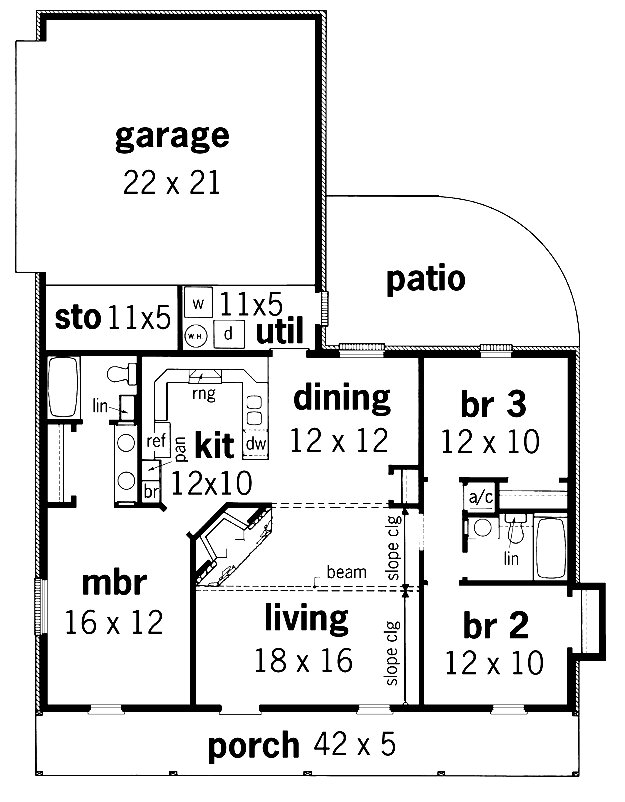 garage
22 x 21
patio
sto 11x5
w
11x5
W.H.
d
util
lin
rng
ref
pan
kit
dw
br
12x10
dining
12 x 12
br 3
12 x 10
a/c
lin
slope clg
beam
mbr
16 x 12
living
18 x 16
slope clg
br 2
12 x 10
porch 42 x 5